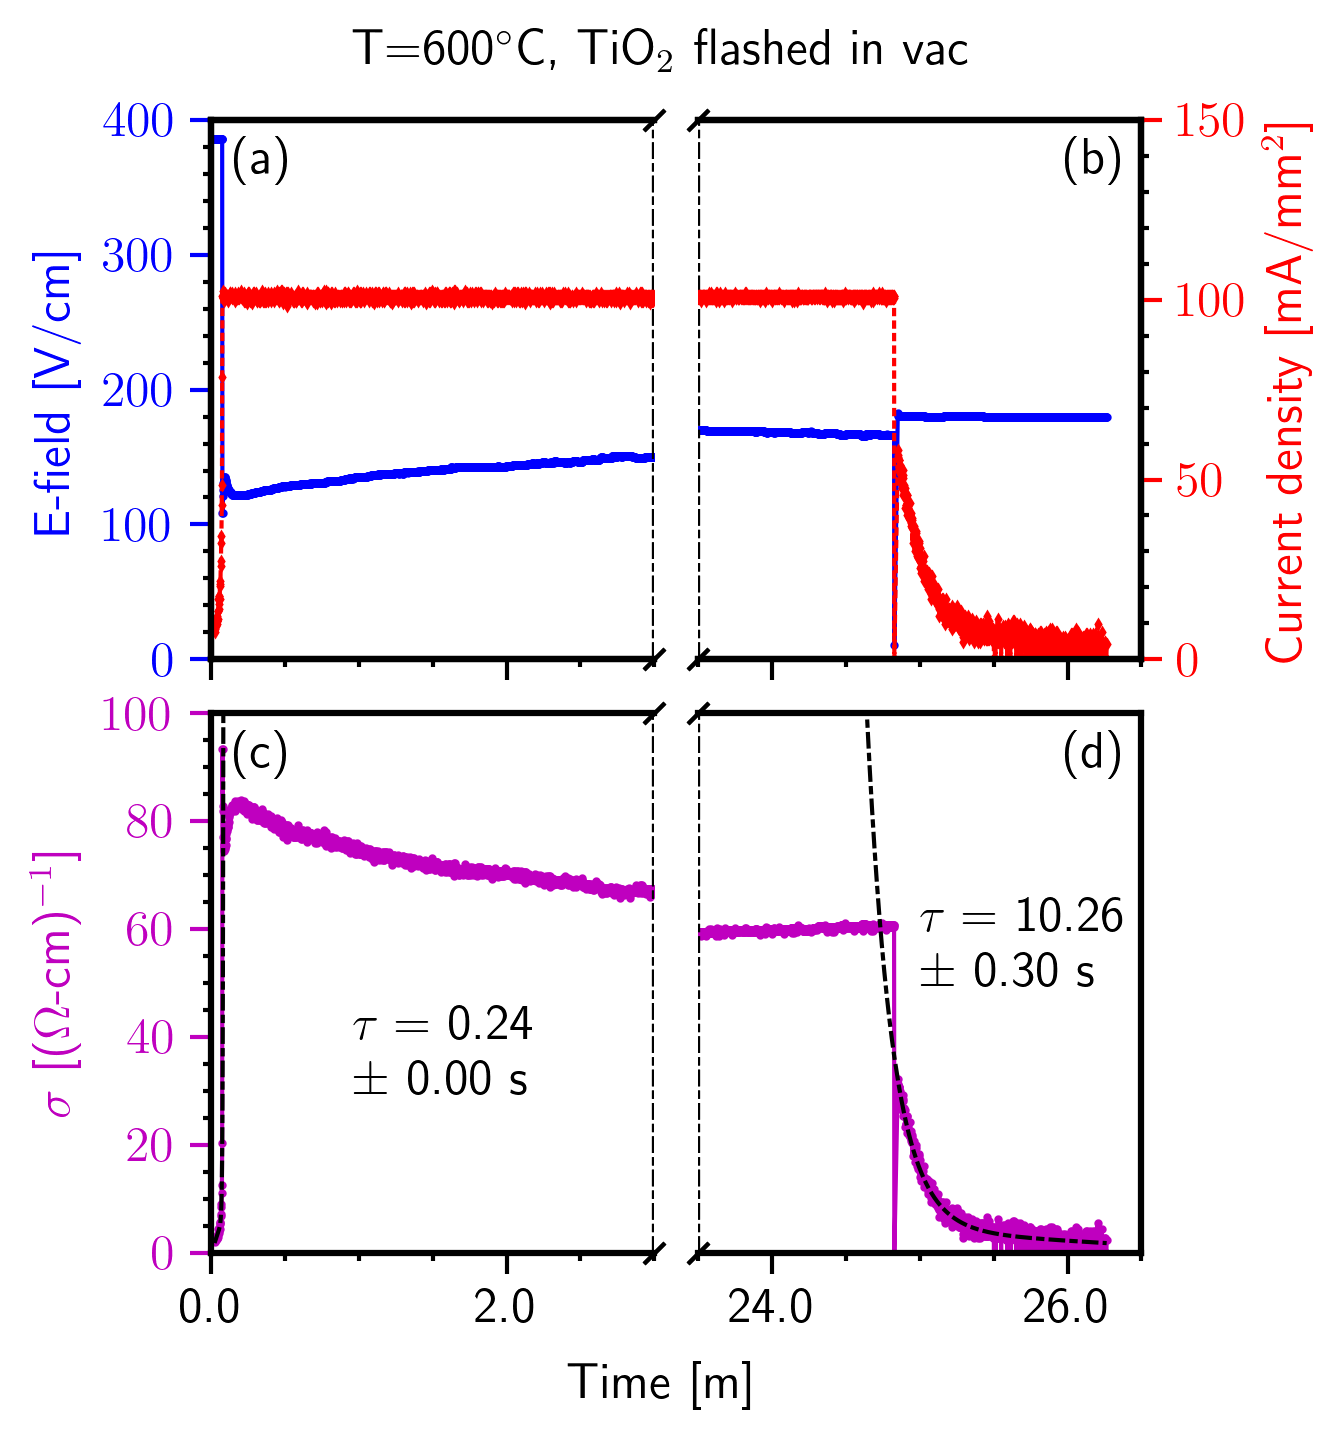 T=600°C, TiO₂ flashed in vac
400
300
200
100
0
E-field [V/cm]
(a)
(b)
150
100
50
0
Current density [mA/mm²]
100
80
60
40
20
0
σ [(Ω-cm)⁻¹]
(c)
τ = 0.24
± 0.00 s
(d)
τ = 10.26
± 0.30 s
0.0
2.0
24.0
26.0
Time [m]